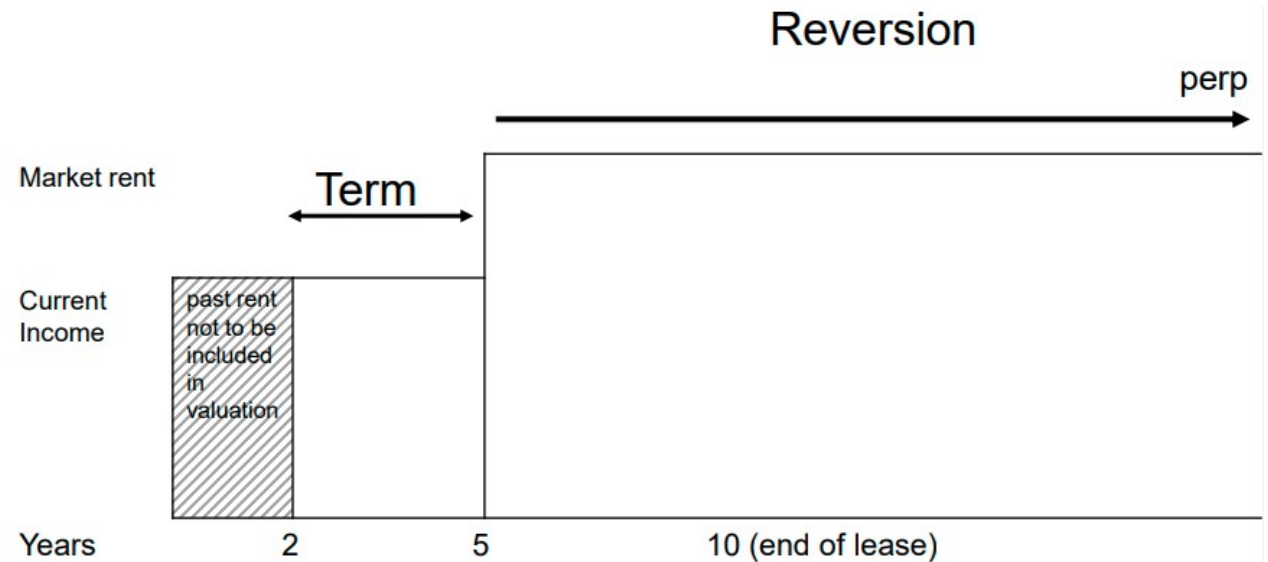 Reversion
perp
Market rent
Term
Current
Income
past rent
not to be
included
in
valuation
Years 2 5 10 (end of lease)